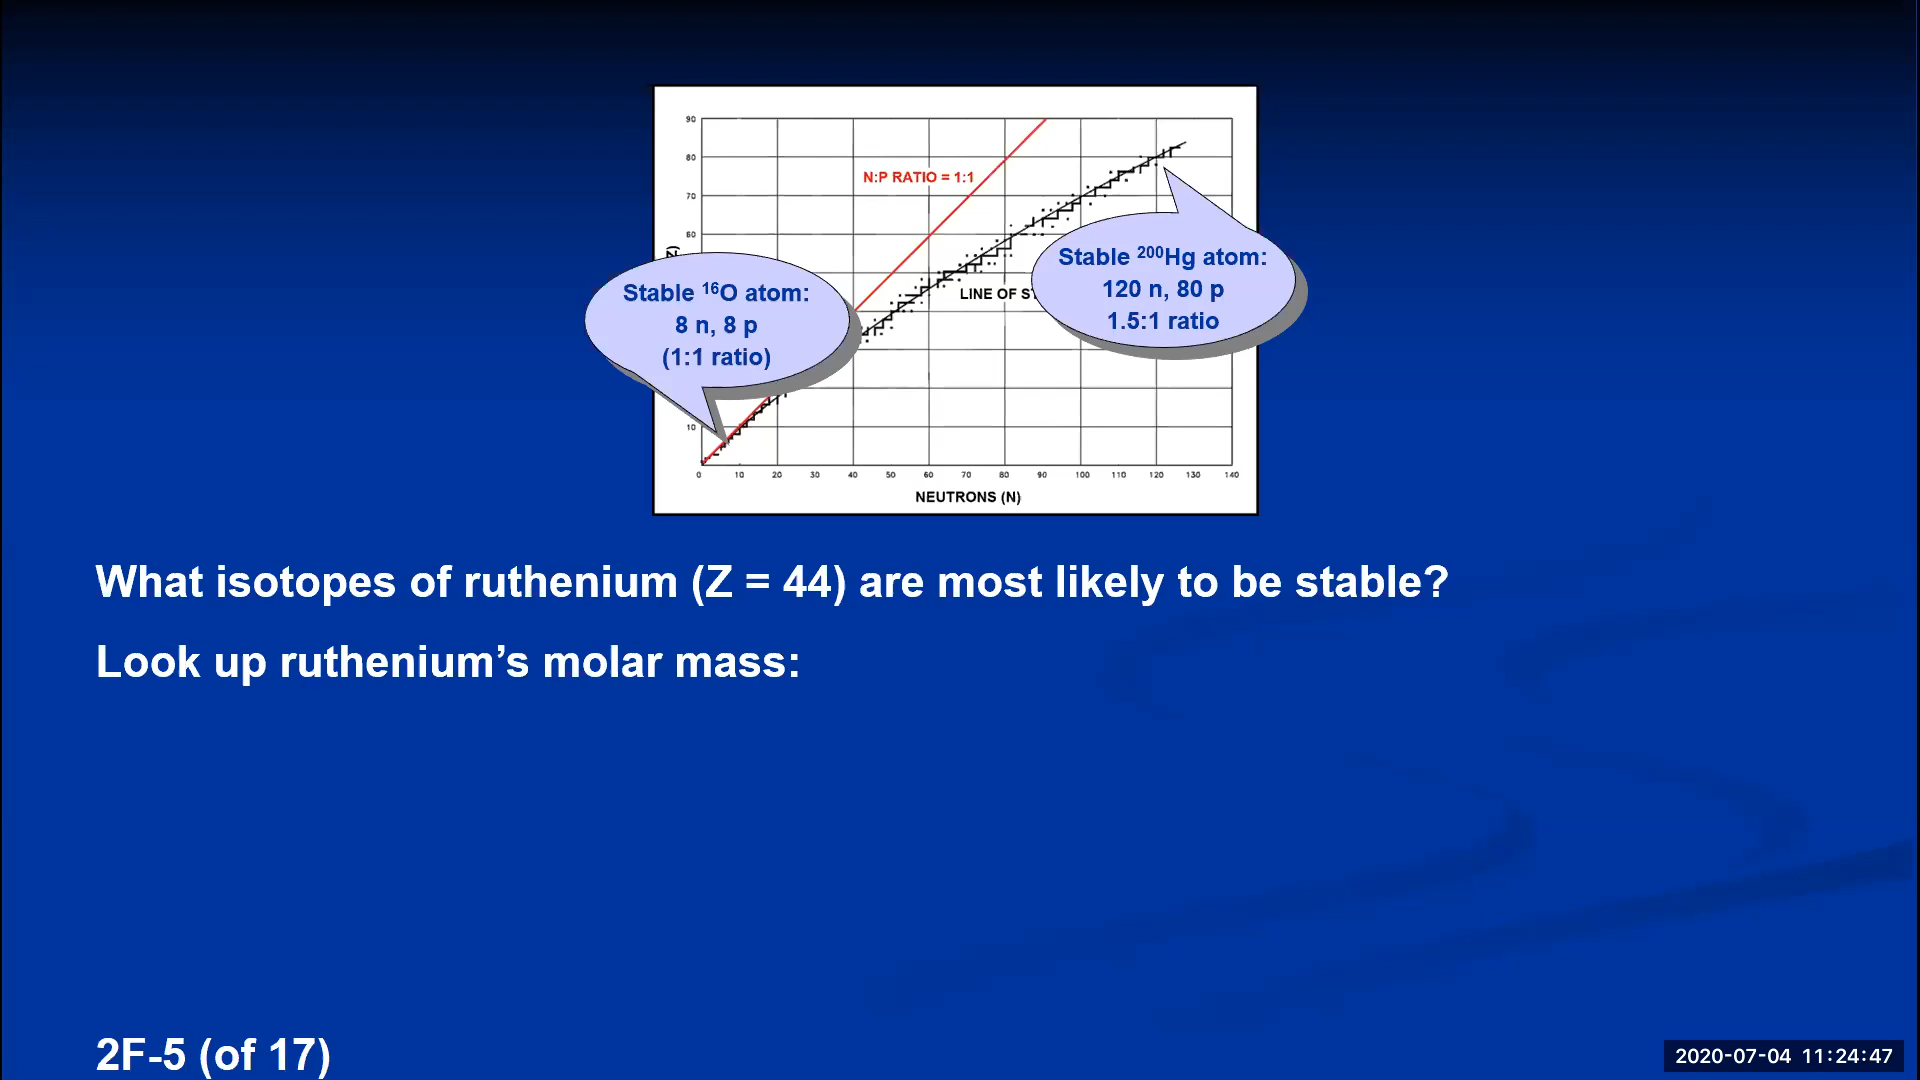 90
80
N:P RATIO = 1:1
70
60
Stable ²⁰⁰Hg atom:
120 n, 80 p
1.5:1 ratio
LINE OF
Stable ¹⁶O atom:
8 n, 8 p
(1:1 ratio)
10
0 10 20 30 40 50 60 70 80 90 100 110 120 130 140
NEUTRONS (N)
What isotopes of ruthenium (Z = 44) are most likely to be stable?
Look up ruthenium’s molar mass:
2F-5 (of 17)
2020-07-04 11:24:47